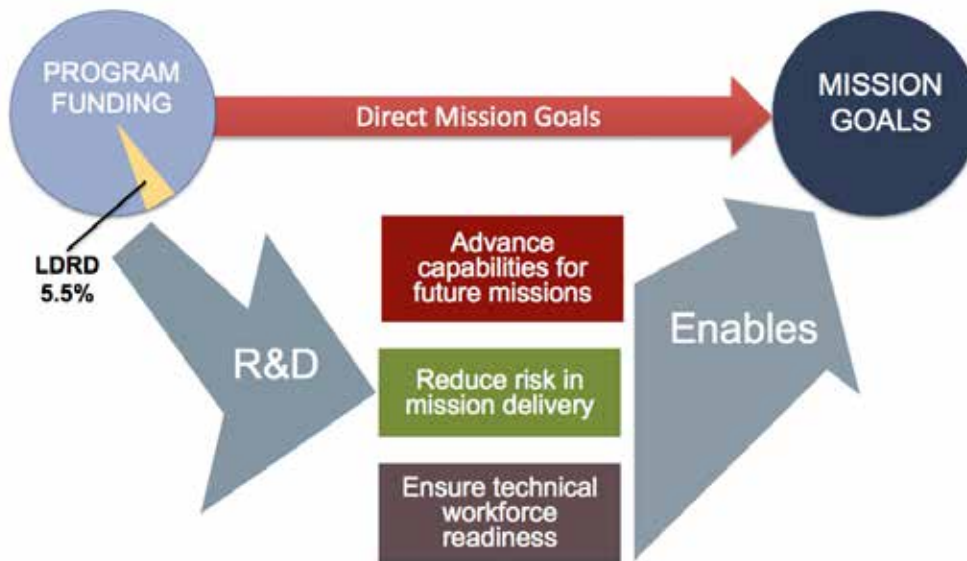 PROGRAM
FUNDING
Direct Mission Goals
MISSION
GOALS
LDRD
5.5%
R&D
Advance
capabilities for
future missions
Reduce risk in
mission delivery
Ensure technical
workforce
readiness
Enables